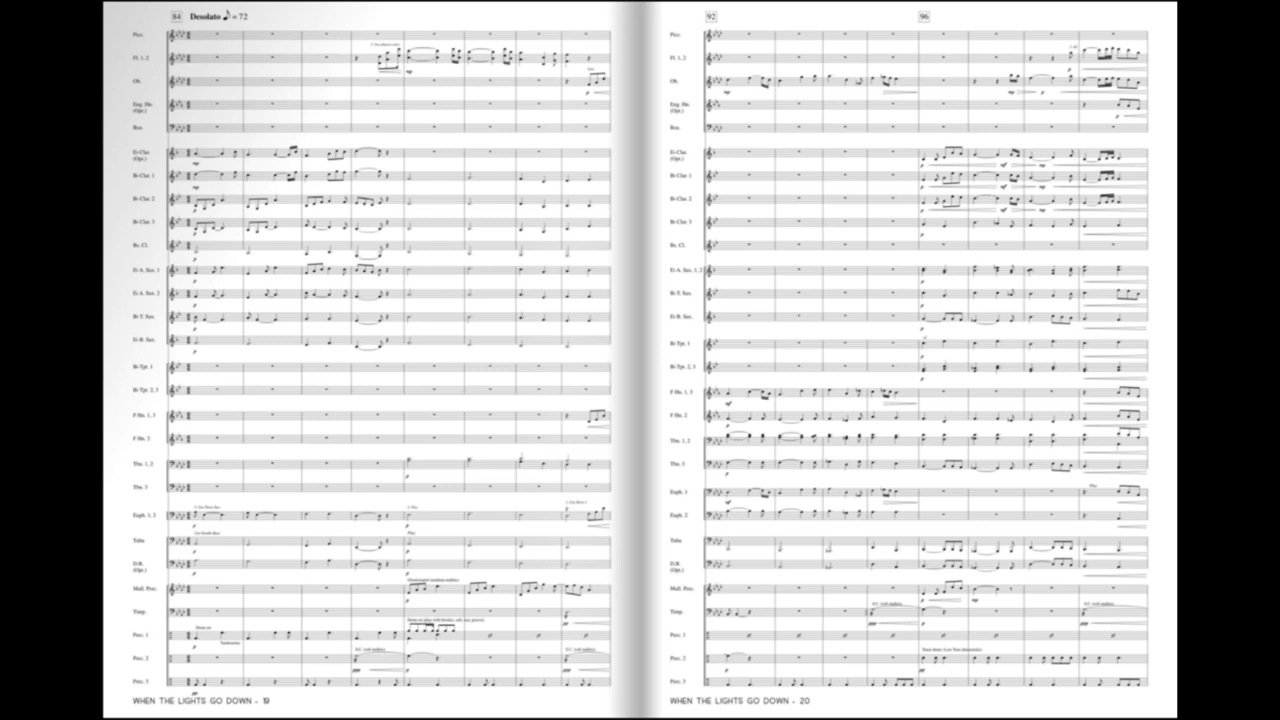 84 Desolato ♪ = 72
Picc.
Fl. 1, 2
Ob.
Eng. Hn.
(Opt.)
Bsn.
E♭ Clar.
(Opt.)
B♭ Clar. 1
B♭ Clar. 2
B♭ Clar. 3
Bs. Cl.
E♭ A. Sax. 1
E♭ A. Sax. 2
B♭ T. Sax.
E♭ B. Sax.
B♭ Tpt. 1
B♭ Tpt. 2, 3
F Hn. 1, 3
F Hn. 2
Tbn. 1, 2
Tbn. 3
Euph. 1, 2
Play
Tuba
D.B.
(Opt.)
Mall. Perc.
Timp.
Perc. 1
Perc. 2
Perc. 3
WHEN THE LIGHTS GO DOWN - 19
92 96
Picc.
Fl. 1, 2
Ob.
Eng. Hn.
(Opt.)
Bsn.
E♭ Clar.
(Opt.)
B♭ Clar. 1
B♭ Clar. 2
B♭ Clar. 3
Bs. Cl.
E♭ A. Sax. 1, 2
B♭ T. Sax.
E♭ B. Sax.
B♭ Tpt. 1
B♭ Tpt. 2, 3
F Hn. 1, 3
F Hn. 2
Tbn. 1, 2
Tbn. 3
Play
Euph. 1
Euph. 2
Tuba
D.B.
(Opt.)
Mall. Perc.
Timp.
Perc. 1
Perc. 2
Perc. 3
WHEN THE LIGHTS GO DOWN - 20